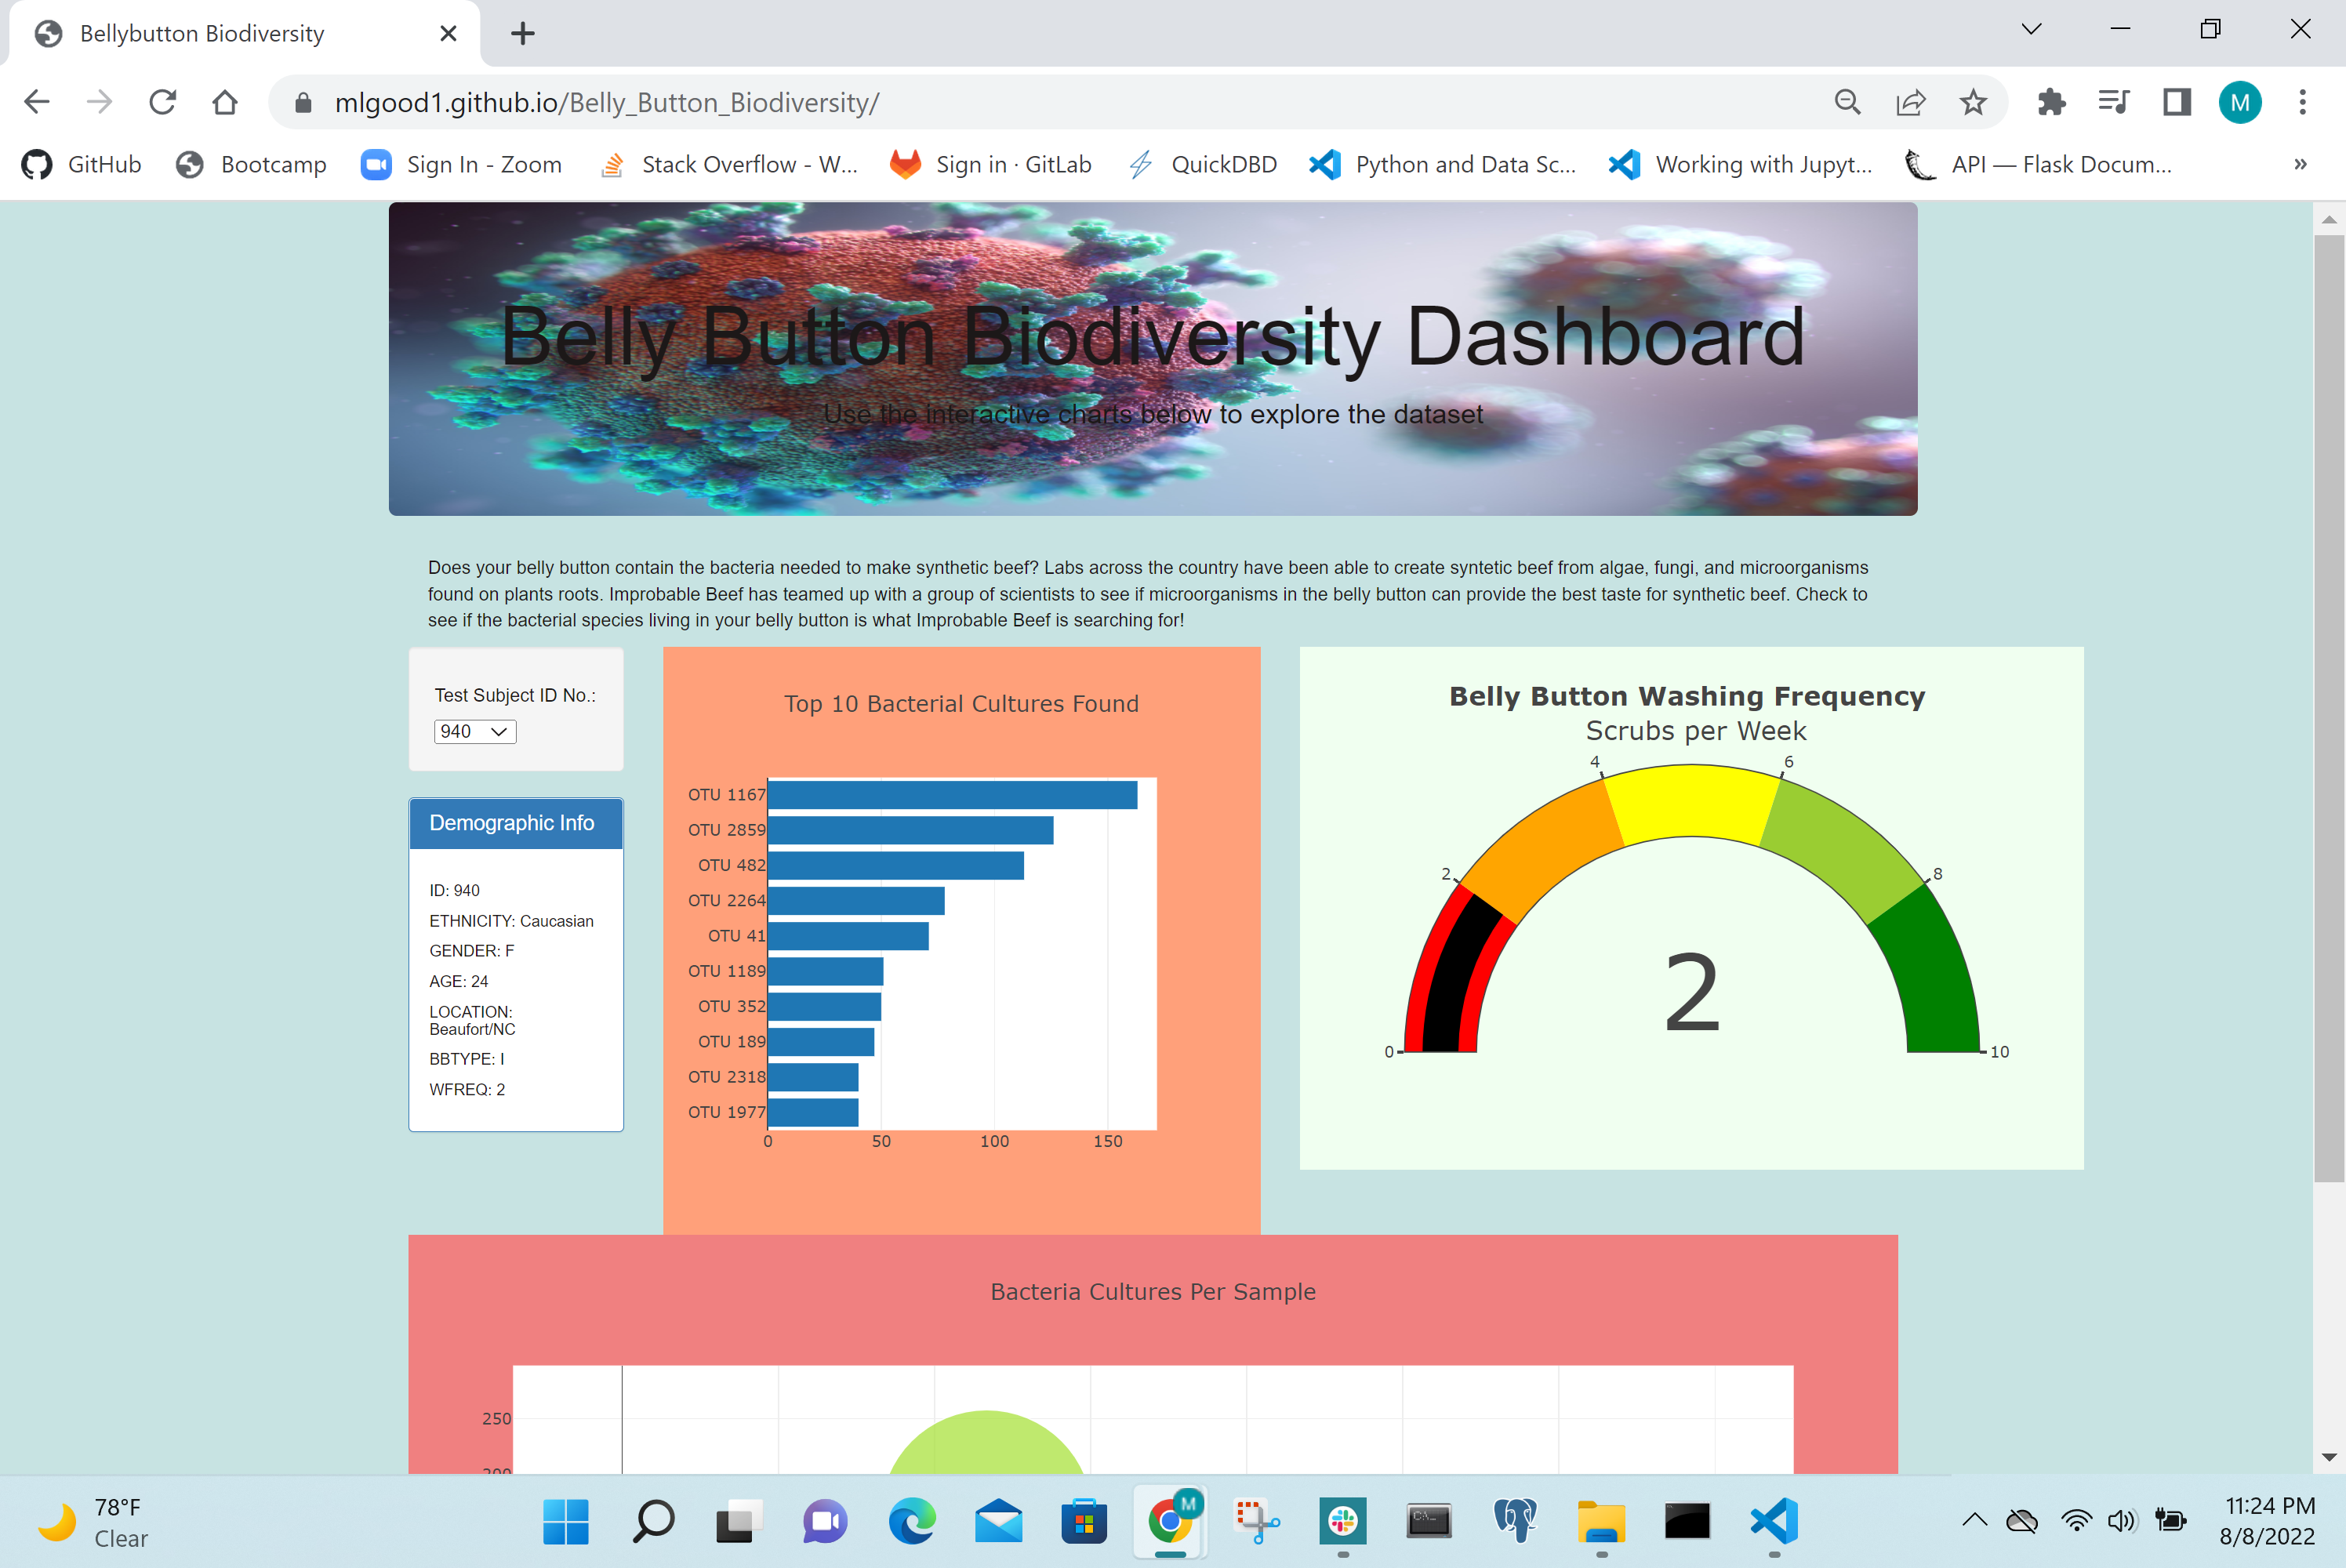 Bellybutton Biodiversity
mlgood1.github.io/Belly_Button_Biodiversity/
M
GitHub
Bootcamp
Sign In - Zoom
Stack Overflow - W...
Sign in · GitLab
QuickDBD
Python and Data Sc...
Working with Jupyt...
API — Flask Docum...
»
Belly Button Biodiversity Dashboard
Use the interactive charts below to explore the dataset
Does your belly button contain the bacteria needed to make synthetic beef? Labs across the country have been able to create syntetic beef from algae, fungi, and microorganisms
found on plants roots. Improbable Beef has teamed up with a group of scientists to see if microorganisms in the belly button can provide the best taste for synthetic beef. Check to
see if the bacterial species living in your belly button is what Improbable Beef is searching for!
Test Subject ID No.:
940
Demographic Info
ID: 940
ETHNICITY: Caucasian
GENDER: F
AGE: 24
LOCATION:
Beaufort/NC
BBTYPE: I
WFREQ: 2
Top 10 Bacterial Cultures Found
OTU 1167
OTU 2859
OTU 482
OTU 2264
OTU 41
OTU 1189
OTU 352
OTU 189
OTU 2318
OTU 1977
0 50 100 150
Belly Button Washing Frequency
Scrubs per Week
4 6
2 8
2
0 10
Bacteria Cultures Per Sample
250
200
78°F
Clear
M
11:24 PM
8/8/2022